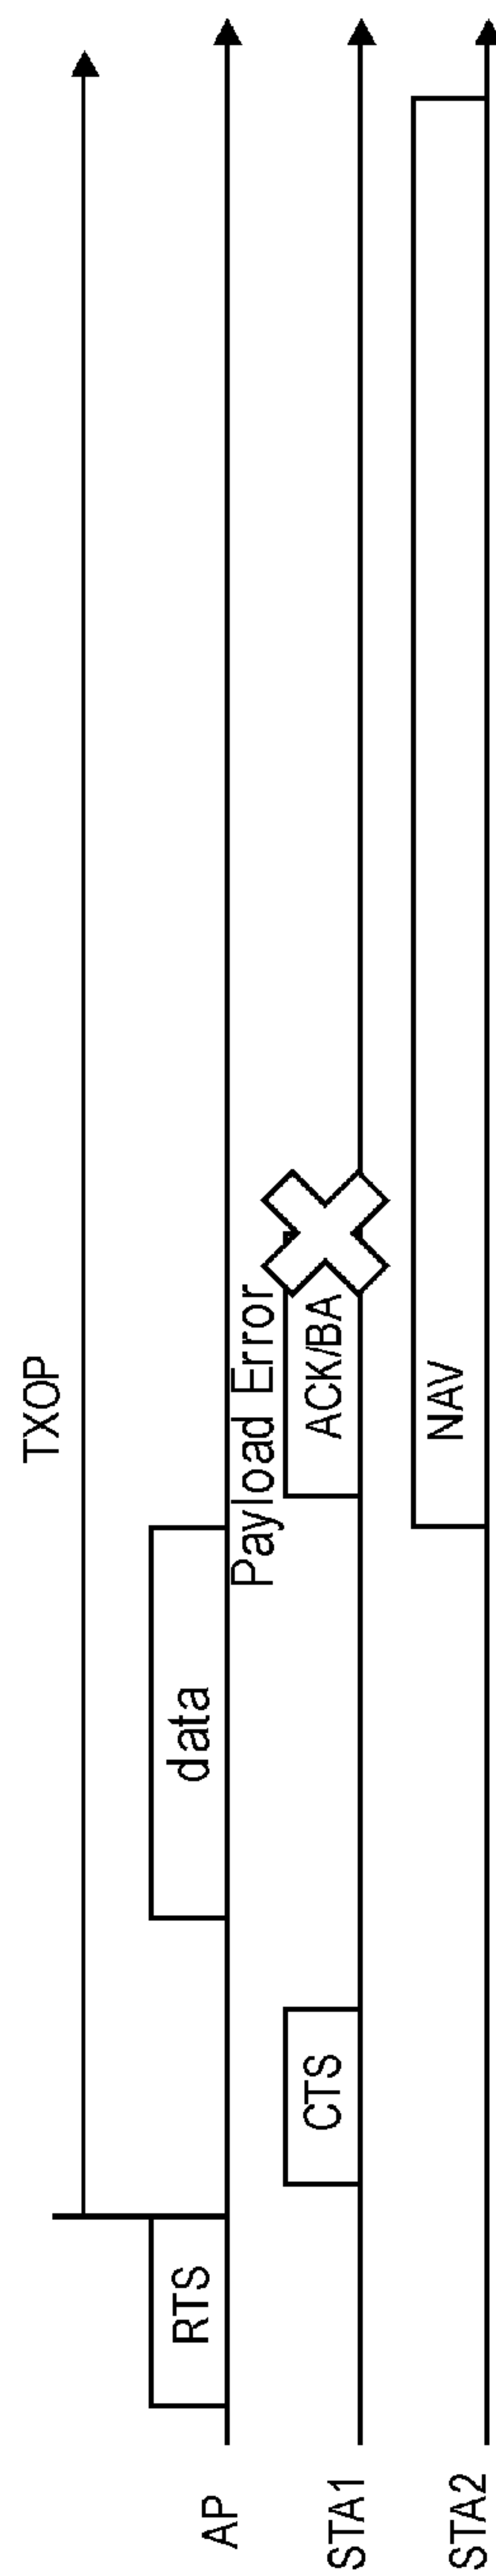 TXOP
AP
RTS
data
Payload Error
STA1
CTS
ACK/BA
STA2
NAV